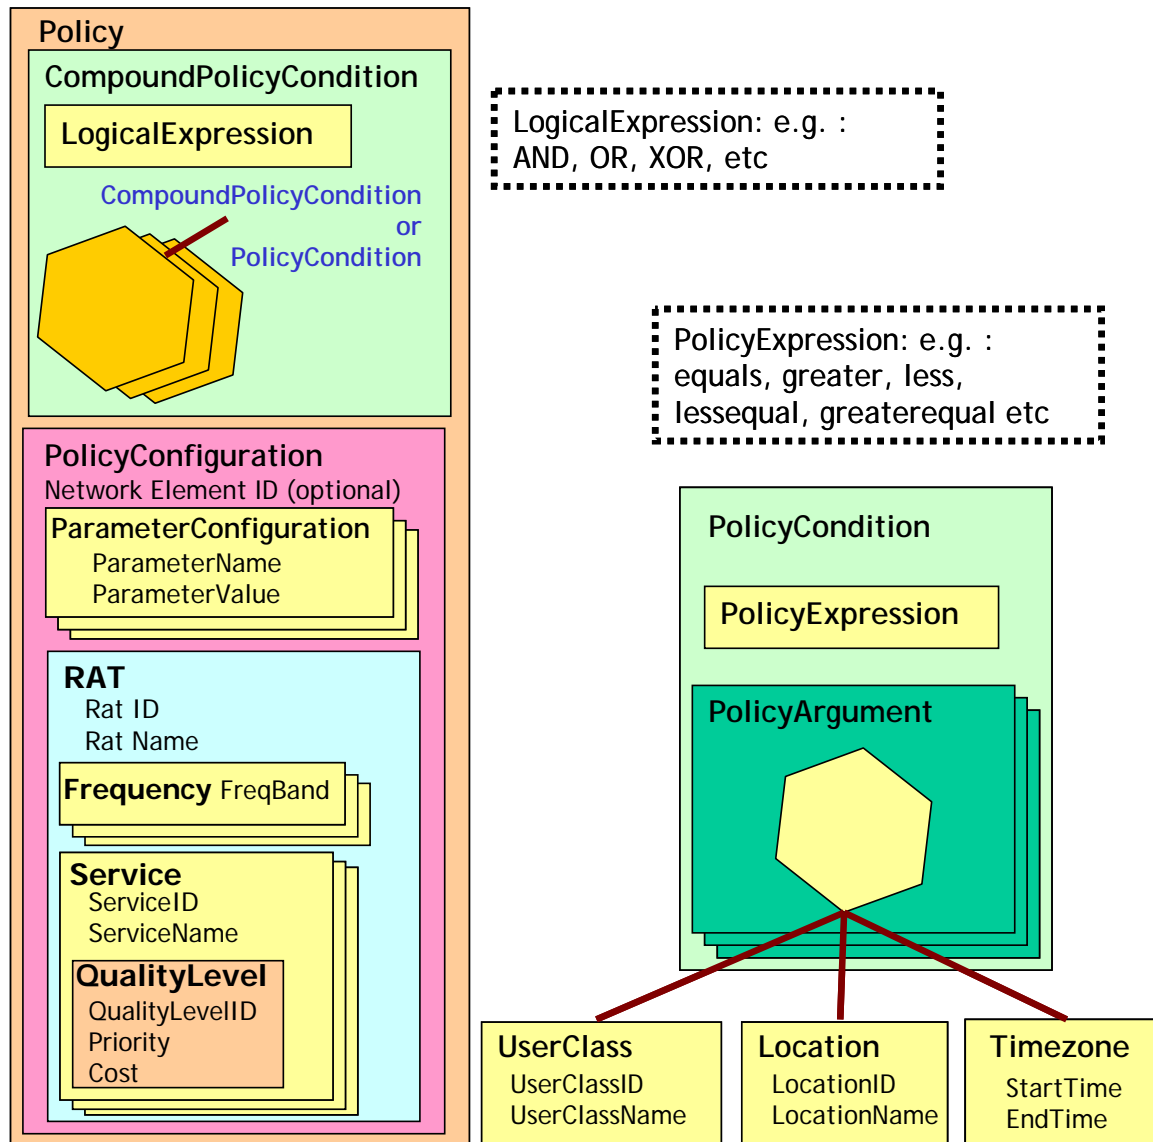 Policy
CompoundPolicyCondition
LogicalExpression
CompoundPolicyCondition
or
PolicyCondition
LogicalExpression: e.g. :
AND, OR, XOR, etc
PolicyExpression: e.g. :
equals, greater, less,
lessequal, greaterequal etc
PolicyConfiguration
Network Element ID (optional)
ParameterConfiguration
ParameterName
ParameterValue
RAT
Rat ID
Rat Name
Frequency FreqBand
Service
ServiceID
ServiceName
QualityLevel
QualityLevelID
Priority
Cost
PolicyCondition
PolicyExpression
PolicyArgument
UserClass
UserClassID
UserClassName
Location
LocationID
LocationName
Timezone
StartTime
EndTime